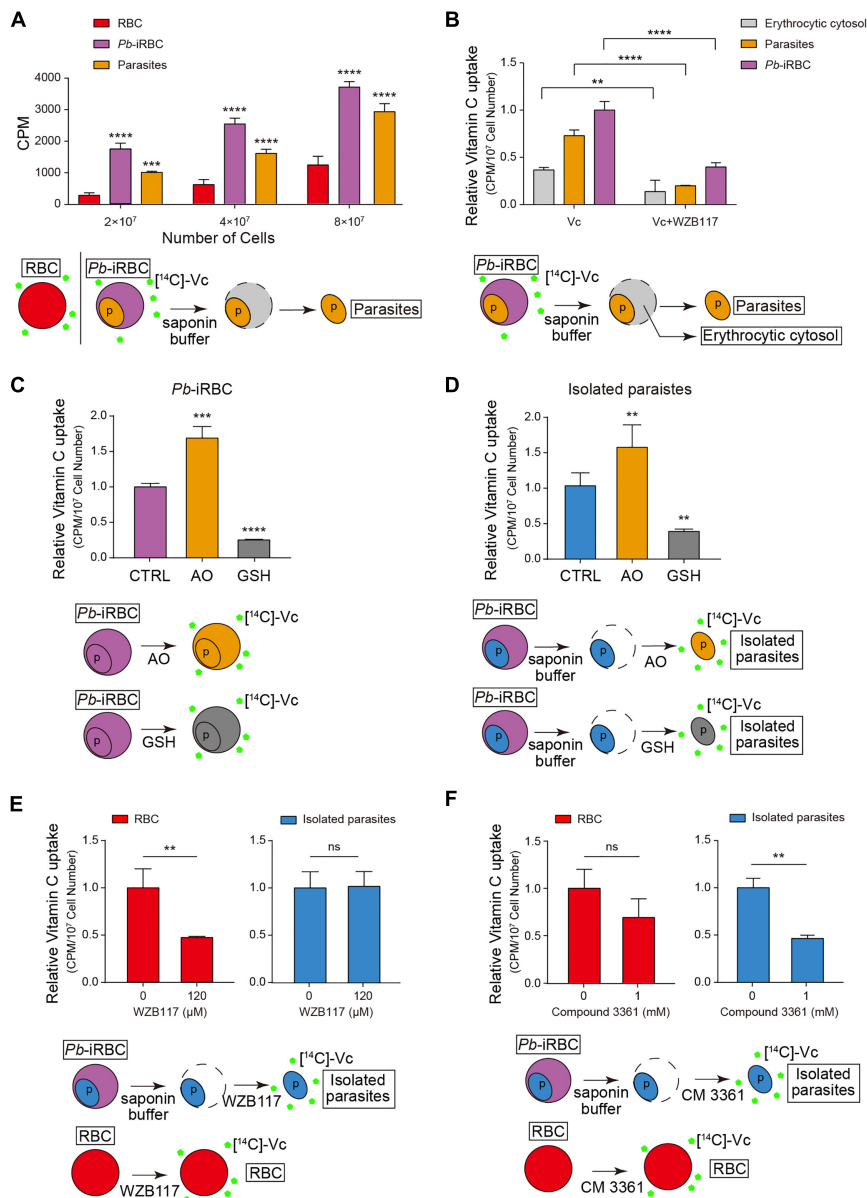 A
RBC
Pb-iRBC
Parasites
CPM
4000
3000
2000
1000
0
****
***
****
****
****
****
2×10⁷
4×10⁷
8×10⁷
Number of Cells
RBC
Pb-iRBC
[¹⁴C]-Vc
p
saponin
buffer
p
p
Parasites
B
Erythrocytic cytosol
Parasites
Pb-iRBC
Relative Vitamin C uptake
(CPM/10⁷ Cell Number)
1.5
1.0
0.5
0.0
****
****
**
Vc
Vc+WZB117
Pb-iRBC
[¹⁴C]-Vc
p
saponin
buffer
p
p
Parasites
Erythrocytic cytosol
C
Pb-iRBC
Relative Vitamin C uptake
(CPM/10⁷ Cell Number)
2.0
1.5
1.0
0.5
0.0
***
****
CTRL
AO
GSH
Pb-iRBC
[¹⁴C]-Vc
p
AO
p
Pb-iRBC
[¹⁴C]-Vc
p
GSH
p
D
Isolated paraistes
Relative Vitamin C uptake
(CPM/10⁷ Cell Number)
2.0
1.5
1.0
0.5
0.0
**
**
CTRL
AO
GSH
Pb-iRBC
[¹⁴C]-Vc
p
saponin
buffer
p
AO
p
Isolated
parasites
Pb-iRBC
[¹⁴C]-Vc
p
saponin
buffer
p
GSH
p
Isolated
parasites
E
RBC
Isolated parasites
Relative Vitamin C uptake
(CPM/10⁷ Cell Number)
1.5
1.0
0.5
0.0
**
0
120
WZB117
(µM)
1.5
1.0
0.5
0.0
ns
0
120
WZB117
(µM)
Pb-iRBC
[¹⁴C]-Vc
p
saponin
buffer
p
WZB117
p
Isolated
parasites
RBC
[¹⁴C]-Vc
WZB117
RBC
F
RBC
Isolated parasites
Relative Vitamin C uptake
(CPM/10⁷ Cell Number)
1.5
1.0
0.5
0.0
ns
0
1
Compound 3361 (mM)
1.5
1.0
0.5
0.0
**
0
1
Compound 3361 (mM)
Pb-iRBC
[¹⁴C]-Vc
p
saponin
buffer
p
CM 3361
p
Isolated
parasites
RBC
[¹⁴C]-Vc
CM 3361
RBC